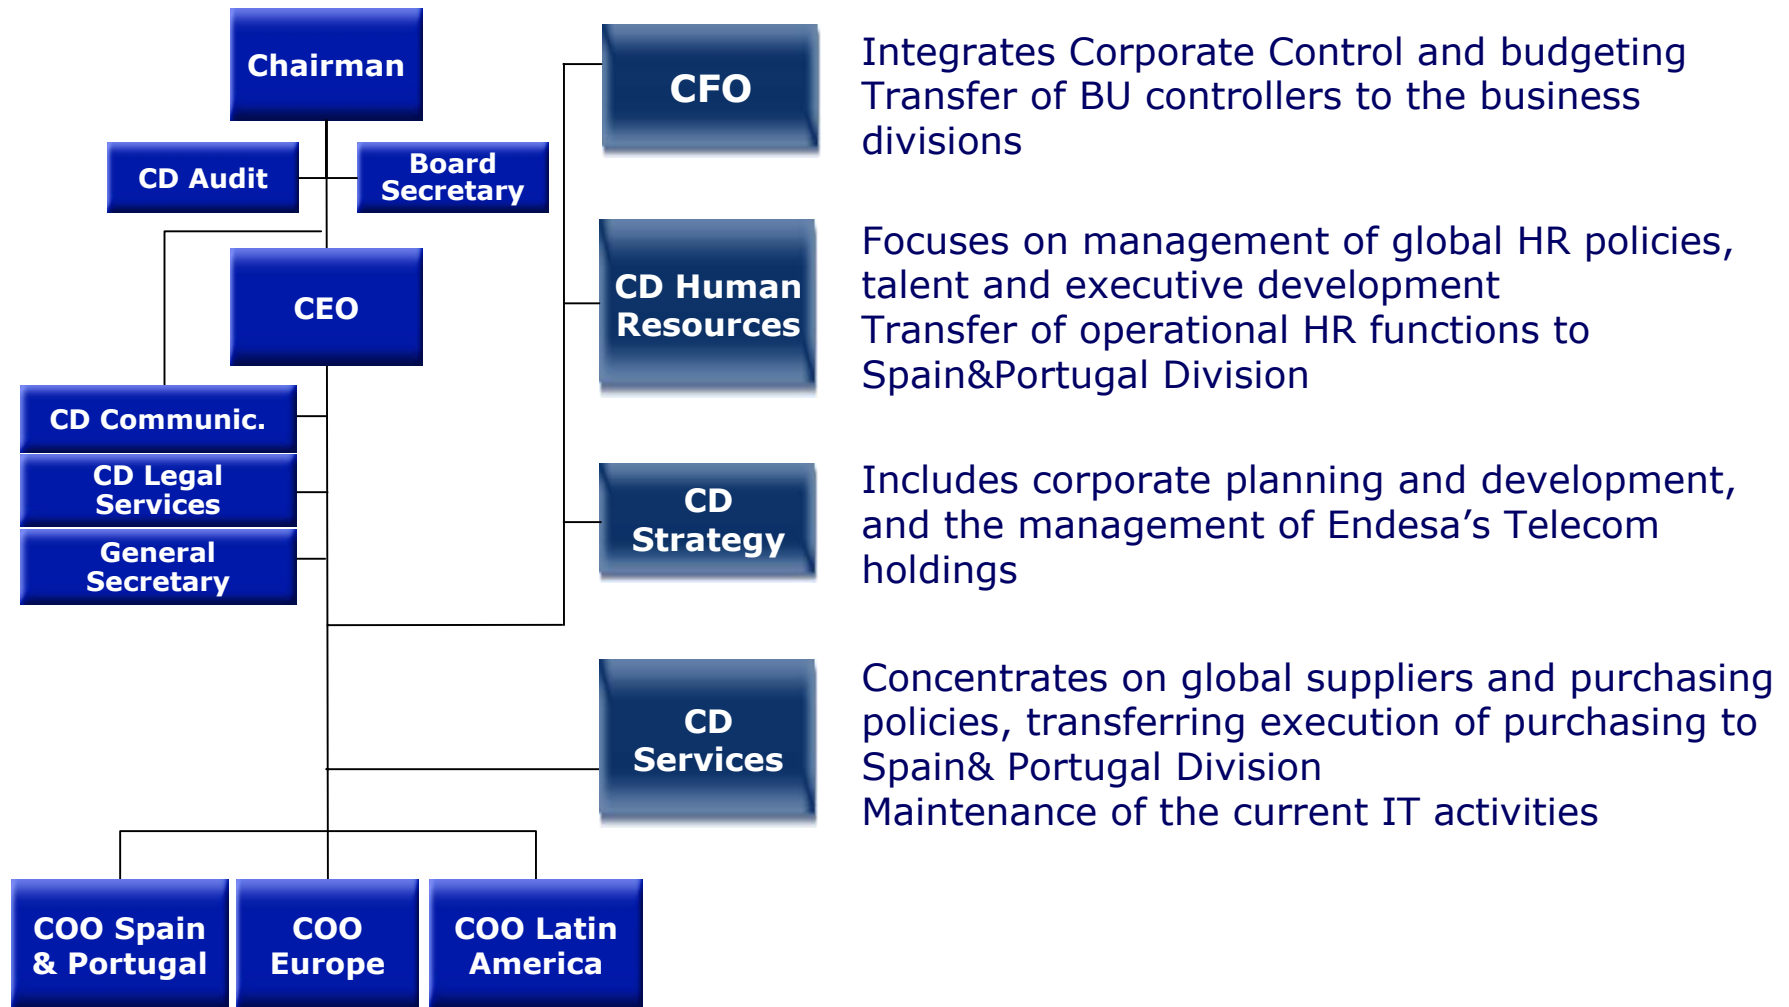 Chairman
CD Audit
Board
Secretary
CEO
CD Communic.
CD Legal
Services
General
Secretary
CFO
Integrates Corporate Control and budgeting
Transfer of BU controllers to the business
divisions
CD Human
Resources
Focuses on management of global HR policies,
talent and executive development
Transfer of operational HR functions to
Spain&Portugal Division
CD
Strategy
Includes corporate planning and development,
and the management of Endesa’s Telecom
holdings
CD
Services
Concentrates on global suppliers and purchasing
policies, transferring execution of purchasing to
Spain& Portugal Division
Maintenance of the current IT activities
COO Spain
& Portugal
COO
Europe
COO Latin
America